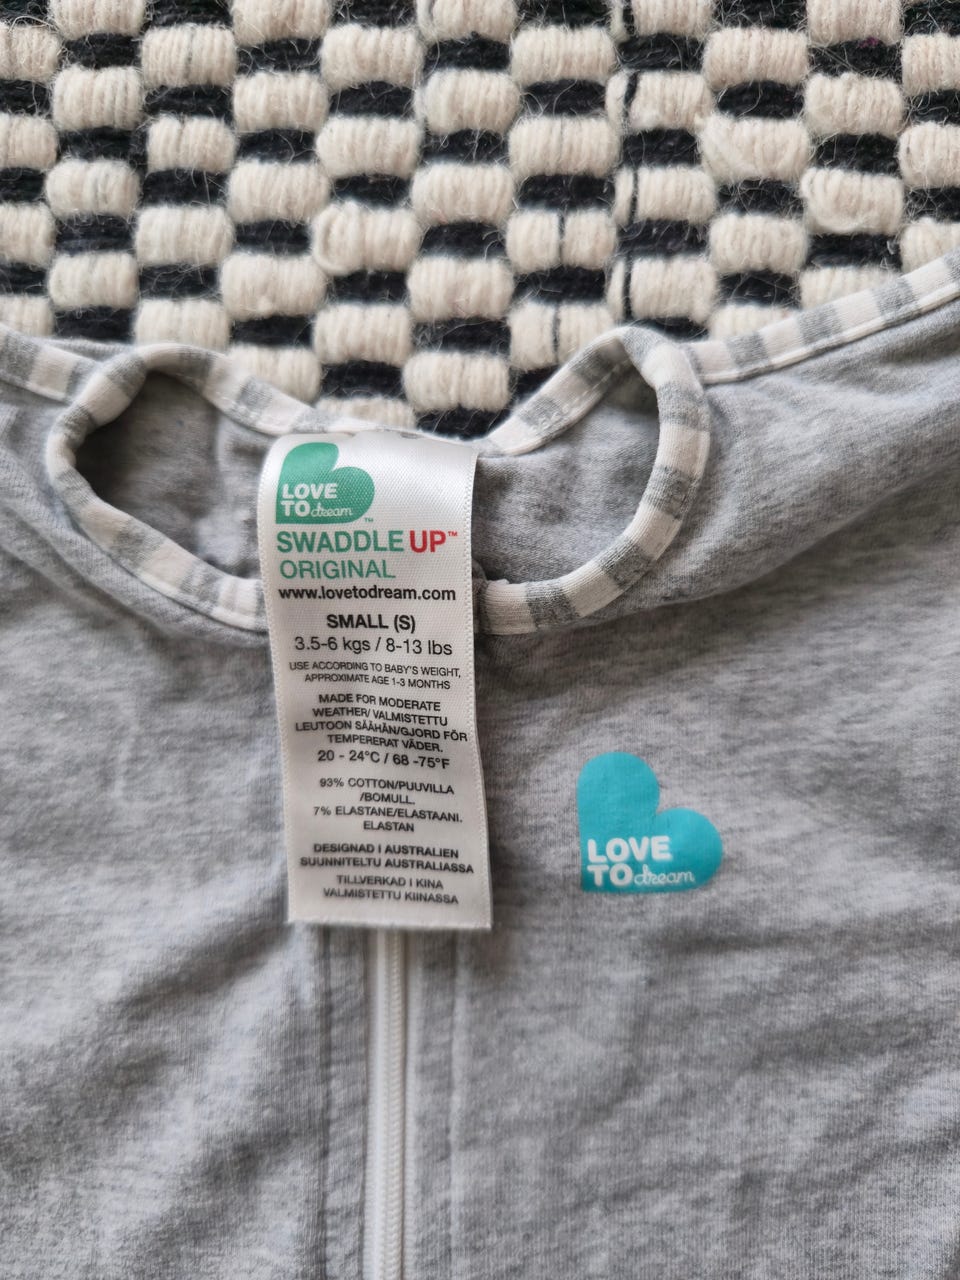 LOVE
TO dream ™
SWADDLE UP™
ORIGINAL
www.lovetodream.com
SMALL (S)
3.5-6 kgs / 8-13 lbs
USE ACCORDING TO BABY'S WEIGHT,
APPROXIMATE AGE 1-3 MONTHS
MADE FOR MODERATE
WEATHER/ VALMISTETTU
LEUTOON SÄÄHÄN/GJORD FÖR
TEMPERERAT VÄDER.
20 - 24°C / 68 -75°F
93% COTTON/PUUVILLA
/BOMULL.
7% ELASTANE/ELASTAANI.
ELASTAN
DESIGNAD I AUSTRALIEN
SUUNNITELTU AUSTRALIASSA
TILLVERKAD I KINA
VALMISTETTU KIINASSA
LOVE
TO dream